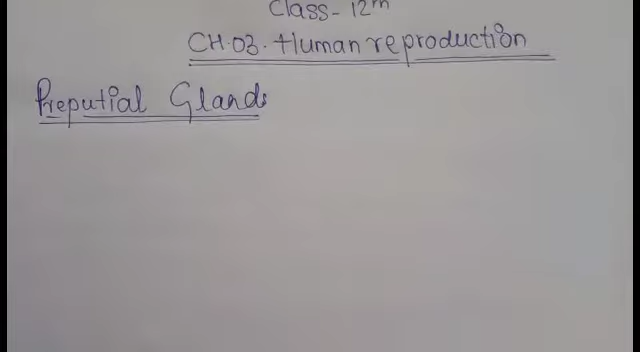 Class - 12th
CH.03. Human reproduction
Preputial Glands